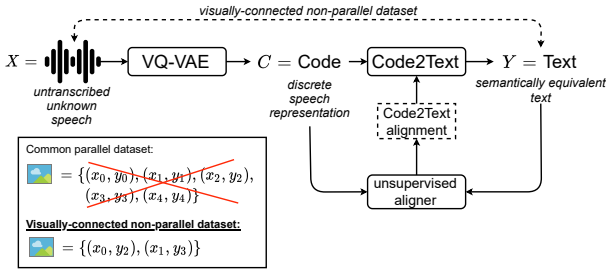 visually-connected non-parallel dataset
X =
VQ-VAE
C = Code
Code2Text
Y = Text
untranscribed
unknown
speech
discrete
speech
representation
semantically equivalent
text
Code2Text
alignment
unsupervised
aligner
Common parallel dataset:
= {(x₀, y₀), (x₁, y₁), (x₂, y₂),
(x₃, y₃), (x₄, y₄)}
Visually-connected non-parallel dataset:
= {(x₀, y₂), (x₁, y₃)}